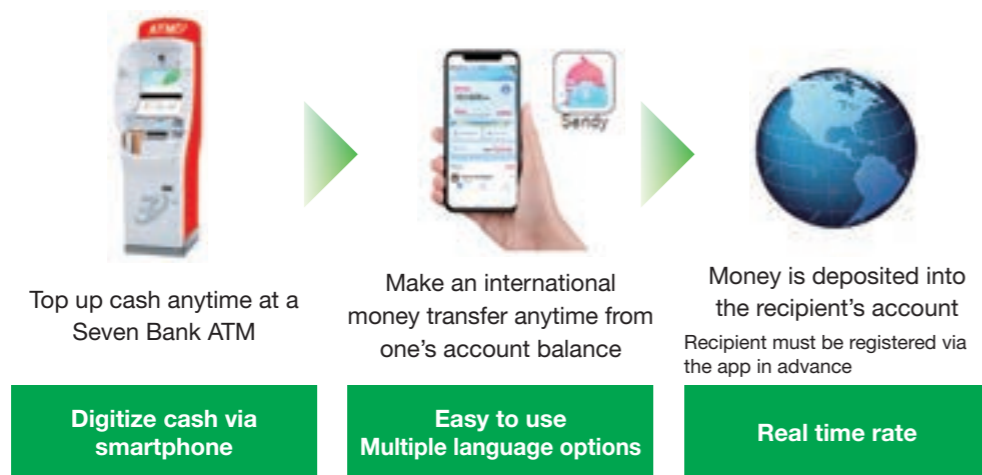 ATM
Sendy
Top up cash anytime at a
Seven Bank ATM
Make an international
money transfer anytime from
one's account balance
Money is deposited into
the recipient's account
Recipient must be registered via
the app in advance
Digitize cash via
smartphone
Easy to use
Multiple language options
Real time rate